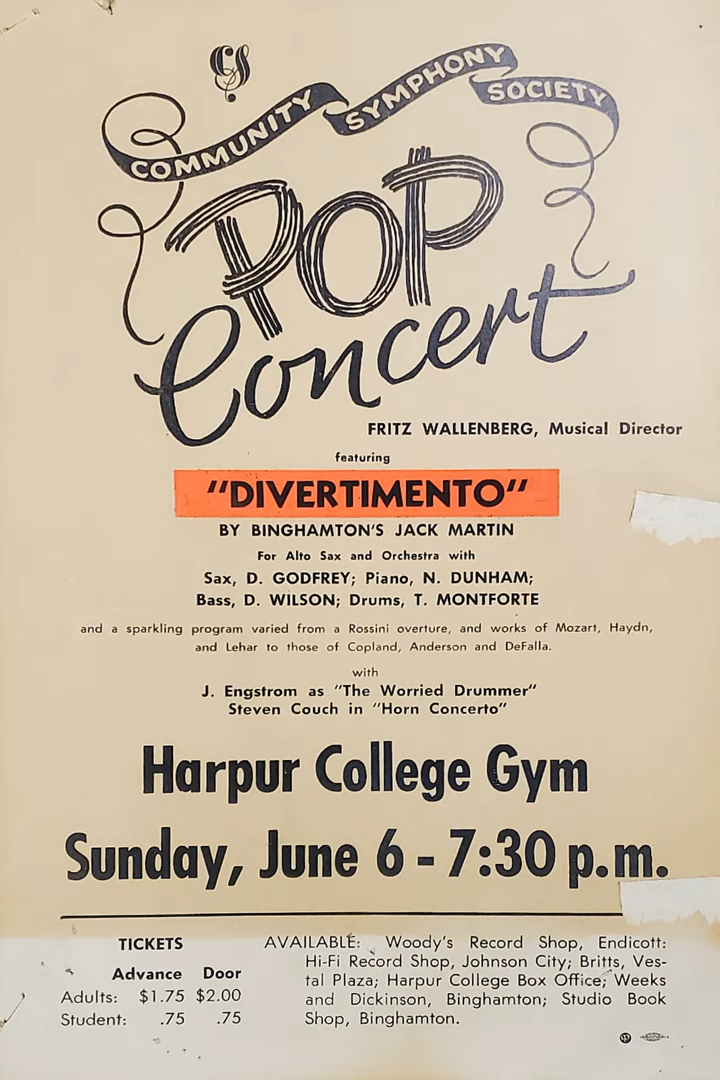 CS
COMMUNITY SYMPHONY SOCIETY
POP
Concert
FRITZ WALLENBERG, Musical Director
featuring
"DIVERTIMENTO"
BY BINGHAMTON'S JACK MARTIN
For Alto Sax and Orchestra with
Sax, D. GODFREY; Piano, N. DUNHAM;
Bass, D. WILSON; Drums, T. MONTFORTE
and a sparkling program varied from a Rossini overture, and works of Mozart, Haydn,
and Lehar to those of Copland, Anderson and DeFalla.
with
J. Engstrom as "The Worried Drummer"
Steven Couch in "Horn Concerto"
Harpur College Gym
Sunday, June 6 - 7:30 p.m.
TICKETS
Advance Door
Adults: $1.75 $2.00
Student: .75 .75
AVAILABLE: Woody's Record Shop, Endicott:
Hi-Fi Record Shop, Johnson City; Britts, Ves-
tal Plaza; Harpur College Box Office; Weeks
and Dickinson, Binghamton; Studio Book
Shop, Binghamton.